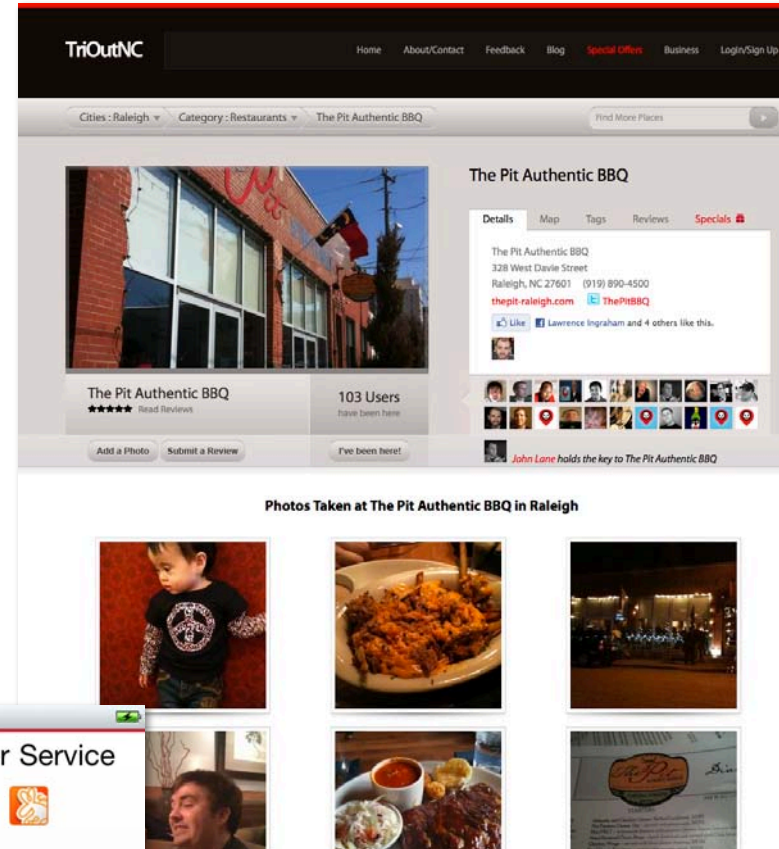 TriOutNC
Home About/Contact Feedback Blog Special Offers Business Login/Sign Up
Cities : Raleigh Category : Restaurants The Pit Authentic BBQ
Find More Places
The Pit Authentic BBQ
Details Map Tags Reviews Specials
The Pit Authentic BBQ
328 West Davie Street
Raleigh, NC 27601 (919) 890-4500
thepit-raleigh.com ThePitBBQ
Like Lawrence Ingraham and 4 others like this.
The Pit Authentic BBQ
Read Reviews
103 Users
have been here
Add a Photo Submit a Review I've been here!
John Lane holds the key to The Pit Authentic BBQ
Photos Taken at The Pit Authentic BBQ in Raleigh
r Service
The Pit